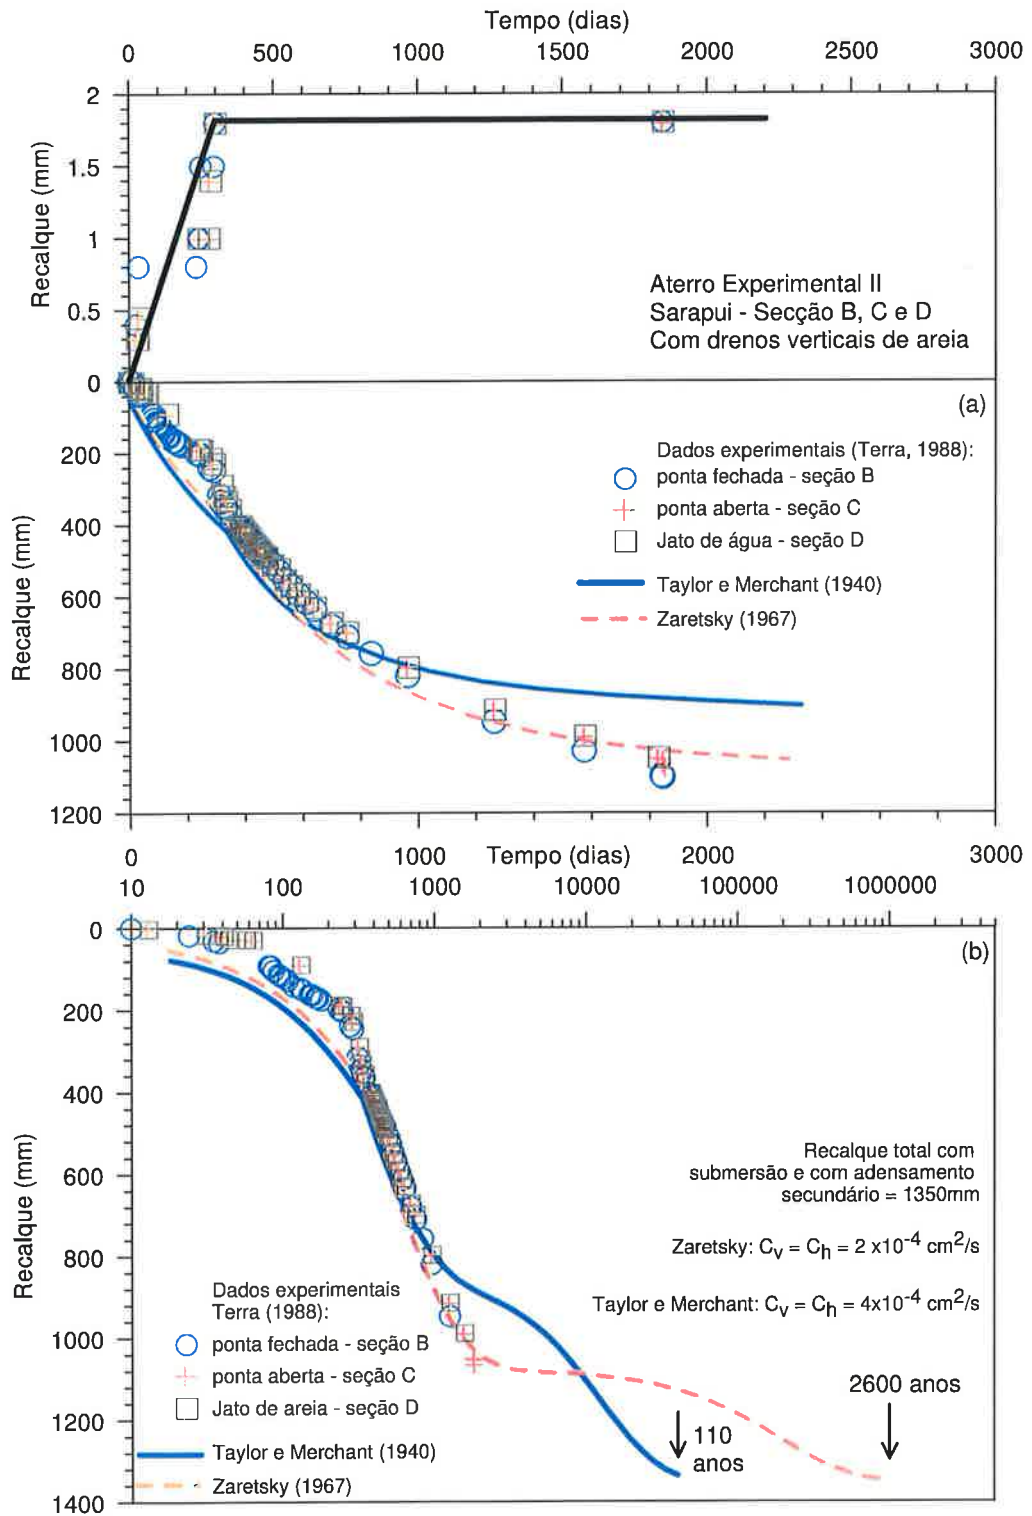 Tempo (dias)
0 500 1000 1500 2000 2500 3000
2
1.5
1
0.5
0
Recalque (mm)
Aterro Experimental II
Sarapui - Secção B, C e D
Com drenos verticais de areia
(a)
200
400
600
800
1000
1200
Recalque (mm)
Dados experimentais (Terra, 1988):
ponta fechada - seção B
ponta aberta - seção C
Jato de água - seção D
Taylor e Merchant (1940)
Zaretsky (1967)
0 1000 Tempo (dias) 2000 3000
10 100 1000 10000 100000 1000000
0
200
400
600
800
1000
1200
1400
Recalque (mm)
(b)
Recalque total com
submersão e com adensamento
secundário = 1350mm
Zaretsky: Cv = Ch = 2 x10-4 cm2/s
Taylor e Merchant: Cv = Ch = 4x10-4 cm2/s
Dados experimentais
Terra (1988):
ponta fechada - seção B
ponta aberta - seção C
Jato de areia - seção D
Taylor e Merchant (1940)
Zaretsky (1967)
2600 anos
110
anos